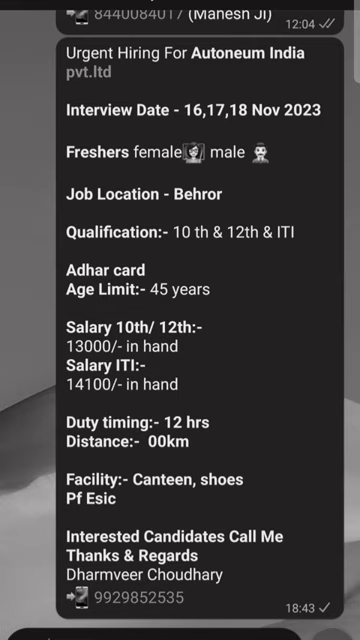 8440084017 (Mahesh Ji)
12:04
Urgent Hiring For Autoneum India
pvt.ltd
Interview Date - 16,17,18 Nov 2023
Freshers female male
Job Location - Behror
Qualification:- 10 th & 12th & ITI
Adhar card
Age Limit:- 45 years
Salary 10th/ 12th:-
13000/- in hand
Salary ITI:-
14100/- in hand
Duty timing:- 12 hrs
Distance:- 00km
Facility:- Canteen, shoes
Pf Esic
Interested Candidates Call Me
Thanks & Regards
Dharmveer Choudhary
9929852535
18:43